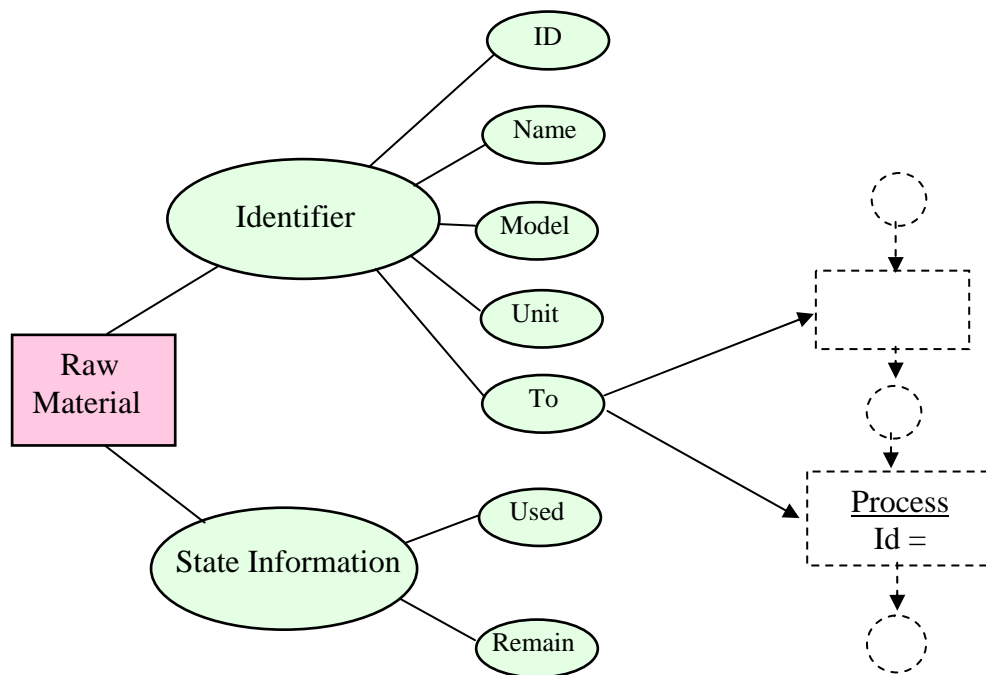 ID
Name
Identifier
Model
Unit
Raw
Material
To
Used
Process
Id =
State Information
Remain